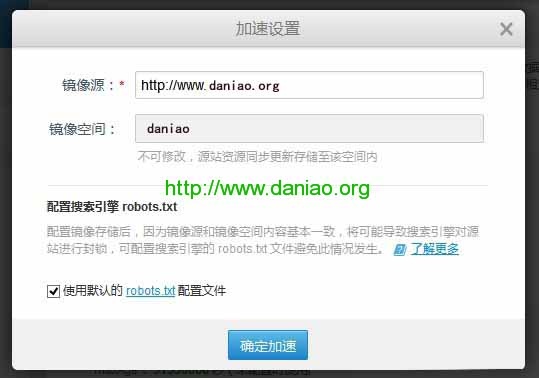 加速设置
镜像源：* http://www.daniao.org
镜像空间： daniao
不可修改，源站资源同步更新存储至该空间内
http://www.daniao.org
配置搜索引擎 robots.txt
配置镜像存储后，因为镜像源和镜像空间内容基本一致，将可能导致搜索引擎对源
站进行封锁，可配置搜索引擎的 robots.txt 文件避免此情况发生。 了解更多
使用默认的 robots.txt 配置文件
确定加速